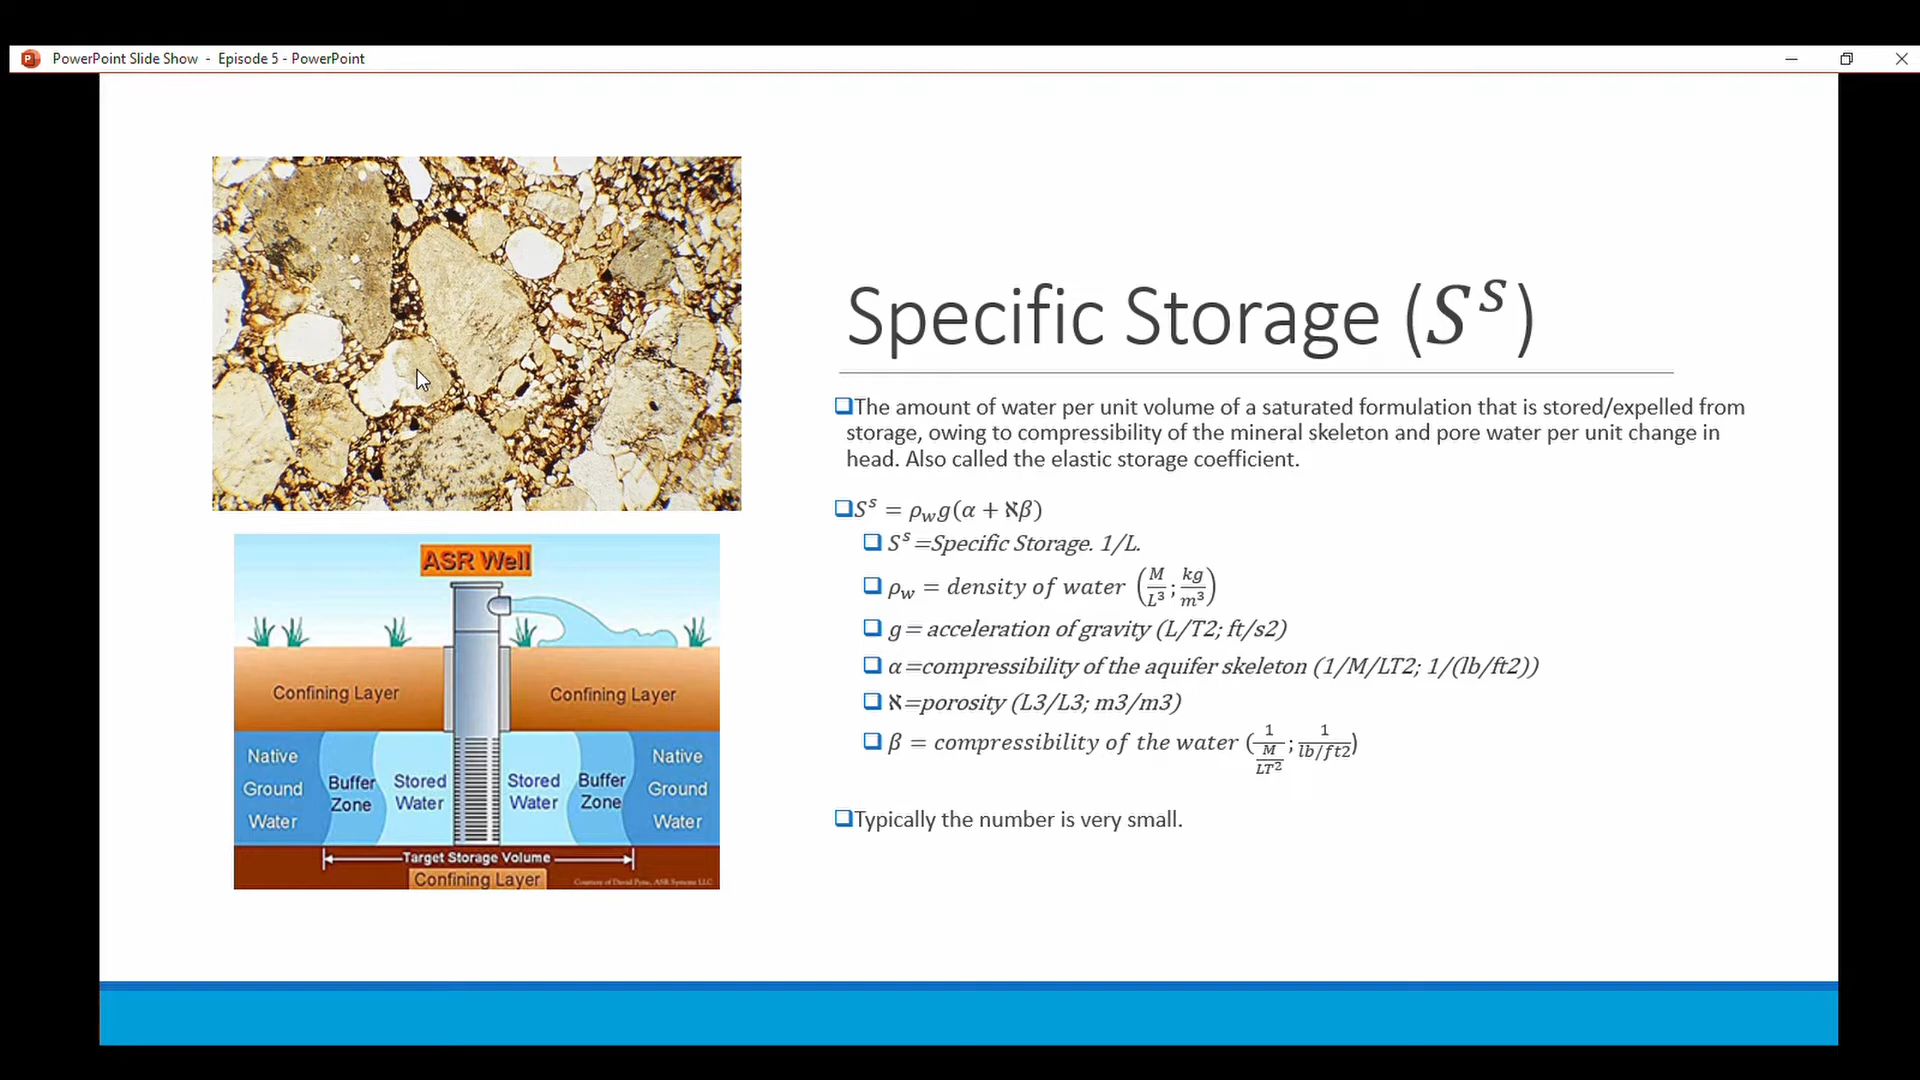 PowerPoint Slide Show - Episode 5 - PowerPoint
Specific Storage (Sˢ)
❑The amount of water per unit volume of a saturated formulation that is stored/expelled from
storage, owing to compressibility of the mineral skeleton and pore water per unit change in
head. Also called the elastic storage coefficient.
❑Sˢ = ρ_w g(α + ℵβ)
❑ Sˢ=Specific Storage. 1/L.
❑ ρ_w = density of water (M/L³; kg/m³)
❑ g= acceleration of gravity (L/T2; ft/s2)
❑ α=compressibility of the aquifer skeleton (1/M/LT2; 1/(lb/ft2))
❑ ℵ=porosity (L3/L3; m3/m3)
❑ β = compressibility of the water (1/(M/LT²); 1/(lb/ft2))
❑Typically the number is very small.
ASR Well
Confining Layer
Confining Layer
Native
Ground
Water
Buffer
Zone
Stored
Water
Stored
Water
Buffer
Zone
Native
Ground
Water
Target Storage Volume
Confining Layer
Courtesy of David Pyne, ASR Systems LLC